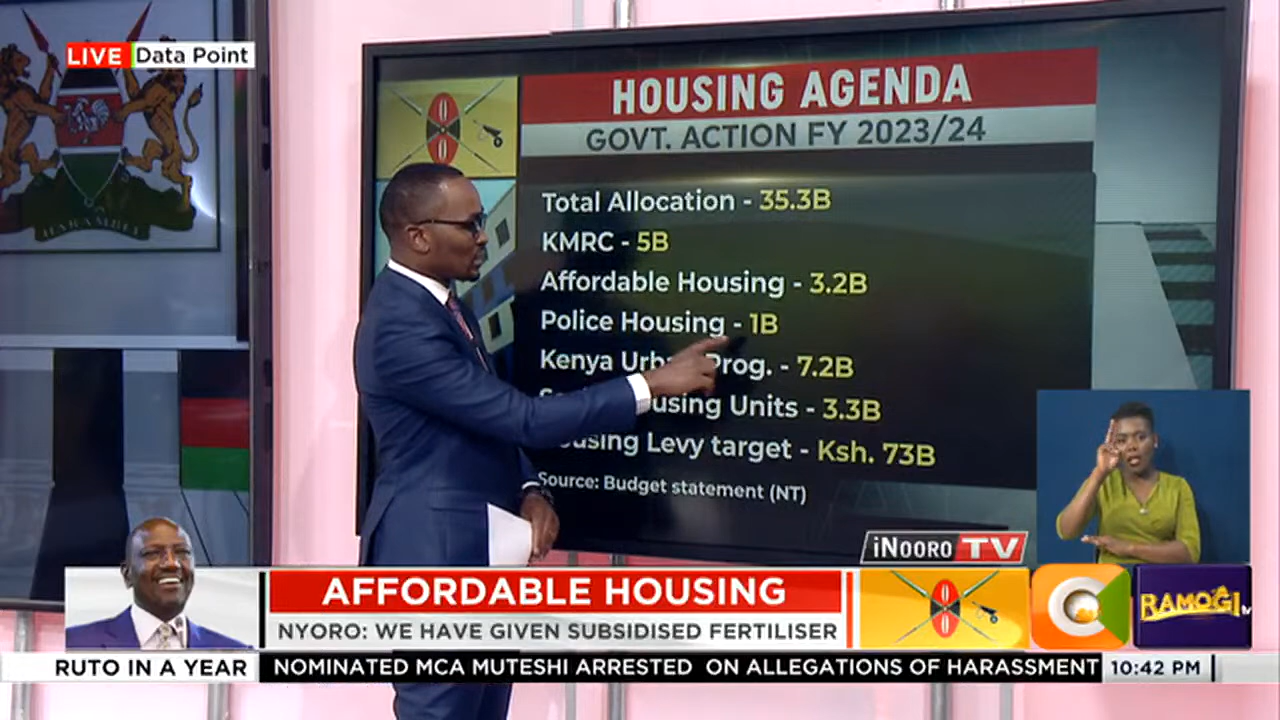 LIVE Data Point
HARAMBEE
HOUSING AGENDA
GOVT. ACTION FY 2023/24
Total Allocation - 35.3B
KMRC - 5B
Affordable Housing - 3.2B
Police Housing - 1B
Kenya Prog. - 7.2B
Units - 3.3B
Levy target - Ksh. 73B
Source: Budget statement (NT)
iNOORO TV
AFFORDABLE HOUSING
NYORO: WE HAVE GIVEN SUBSIDISED FERTILISER
RAMOGI tv
RUTO IN A YEAR
NOMINATED MCA MUTESHI ARRESTED ON ALLEGATIONS OF HARASSMENT
10:42 PM